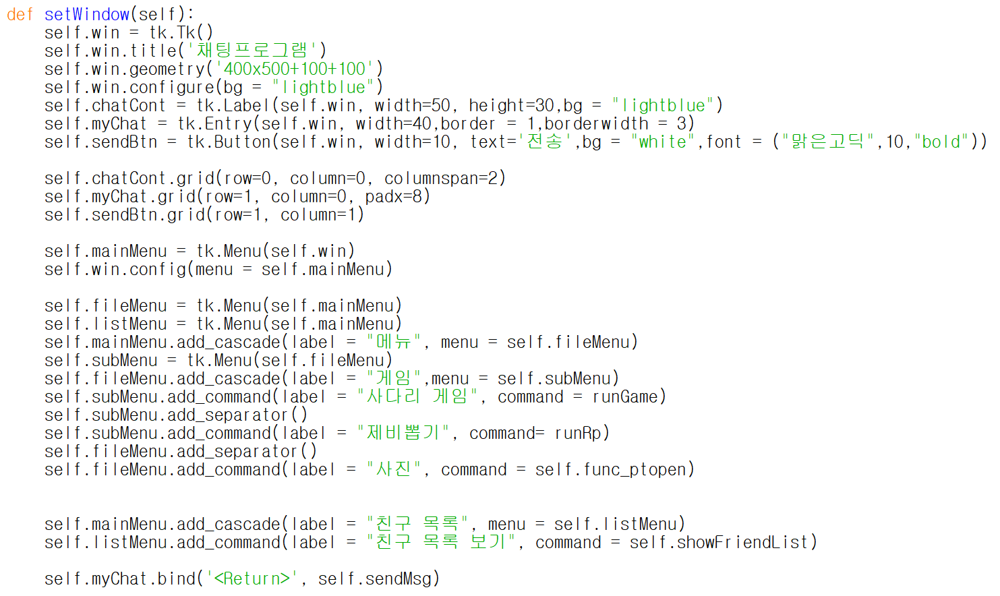 def setWindow(self):
    self.win = tk.Tk()
    self.win.title('채팅프로그램')
    self.win.geometry('400x500+100+100')
    self.win.configure(bg = "lightblue")
    self.chatCont = tk.Label(self.win, width=50, height=30,bg = "lightblue")
    self.myChat = tk.Entry(self.win, width=40,border = 1,borderwidth = 3)
    self.sendBtn = tk.Button(self.win, width=10, text='전송',bg = "white",font = ("맑은고딕",10,"bold"))

    self.chatCont.grid(row=0, column=0, columnspan=2)
    self.myChat.grid(row=1, column=0, padx=8)
    self.sendBtn.grid(row=1, column=1)

    self.mainMenu = tk.Menu(self.win)
    self.win.config(menu = self.mainMenu)

    self.fileMenu = tk.Menu(self.mainMenu)
    self.listMenu = tk.Menu(self.mainMenu)
    self.mainMenu.add_cascade(label = "메뉴", menu = self.fileMenu)
    self.subMenu = tk.Menu(self.fileMenu)
    self.fileMenu.add_cascade(label = "게임",menu = self.subMenu)
    self.subMenu.add_command(label = "사다리 게임", command = runGame)
    self.subMenu.add_separator()
    self.subMenu.add_command(label = "제비뽑기", command= runRp)
    self.fileMenu.add_separator()
    self.fileMenu.add_command(label = "사진", command = self.func_ptopen)


    self.mainMenu.add_cascade(label = "친구 목록", menu = self.listMenu)
    self.listMenu.add_command(label = "친구 목록 보기", command = self.showFriendList)

    self.myChat.bind('<Return>', self.sendMsg)